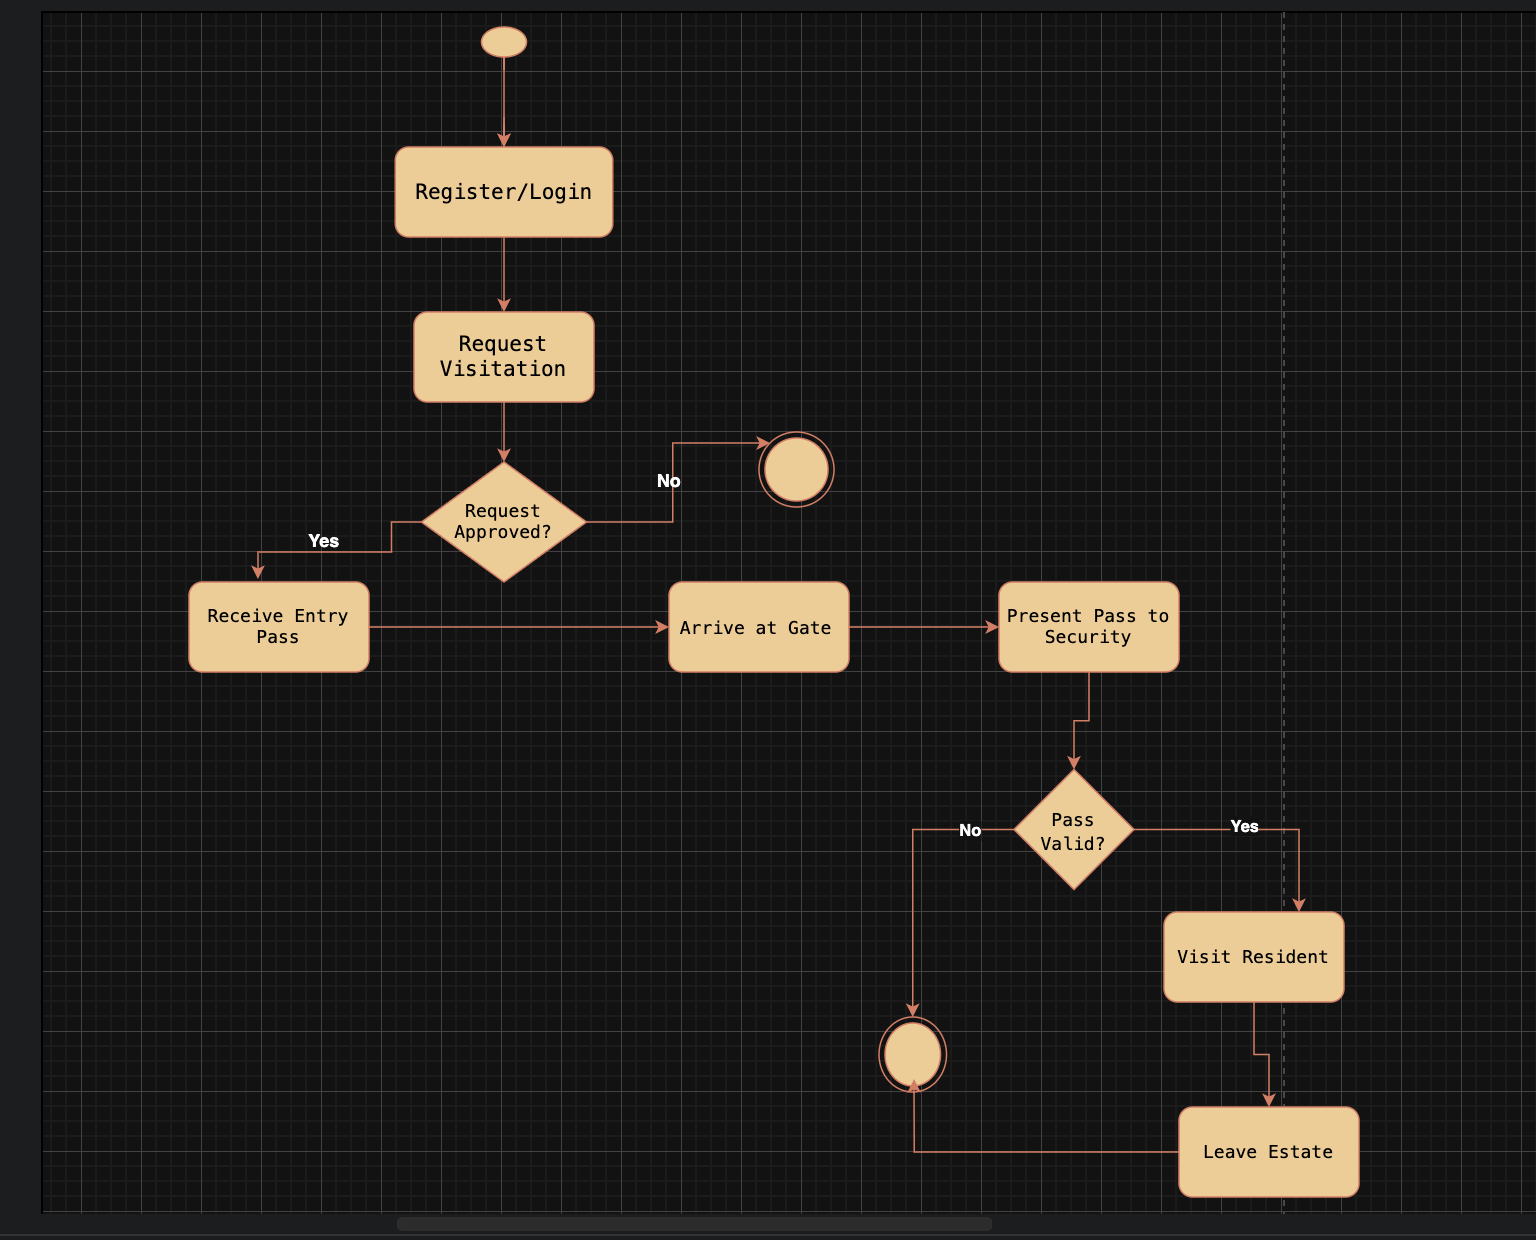 Register/Login
Request
Visitation
No
Request
Approved?
Yes
Receive Entry
Pass
Arrive at Gate
Present Pass to
Security
Pass
Valid?
No
Yes
Visit Resident
Leave Estate